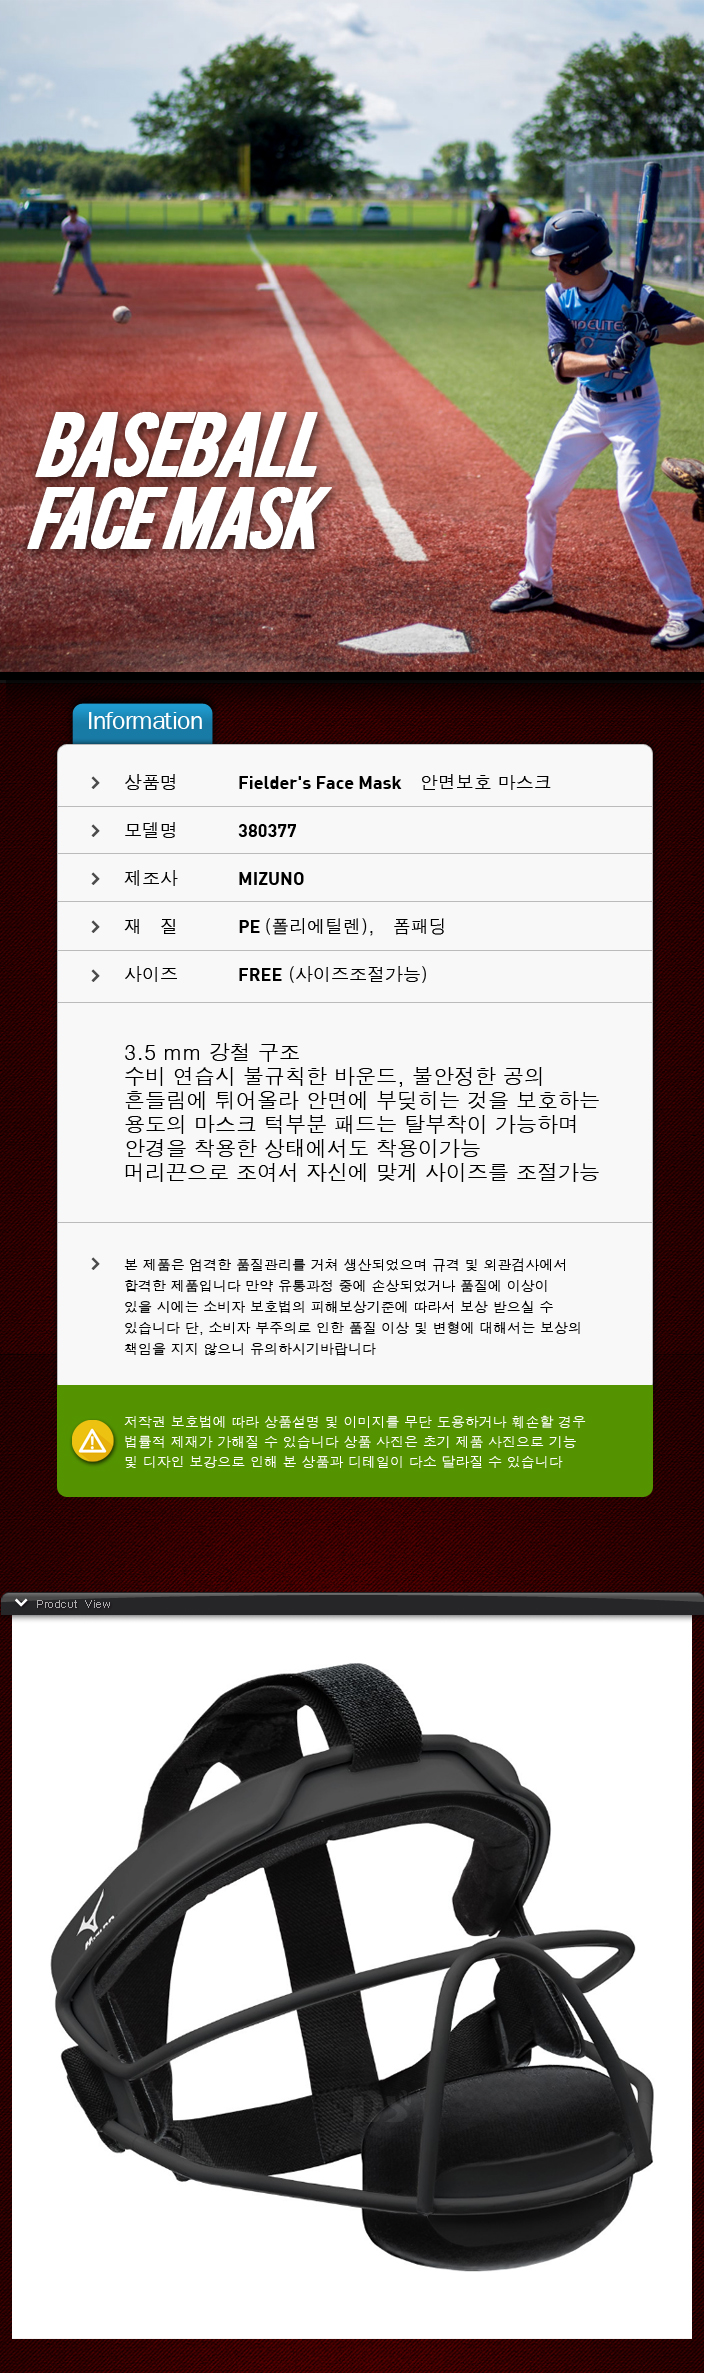 BASEBALL
FACE MASK
Information
상품명 Fielder's Face Mask 안면보호 마스크
모델명 380377
제조사 MIZUNO
재 질 PE (폴리에틸렌), 폼패딩
사이즈 FREE (사이즈조절가능)
3.5 mm 강철 구조
수비 연습시 불규칙한 바운드, 불안정한 공의
흔들림에 튀어올라 안면에 부딪히는 것을 보호하는
용도의 마스크 턱부분 패드는 탈부착이 가능하며
안경을 착용한 상태에서도 착용이가능
머리끈으로 조여서 자신에 맞게 사이즈를 조절가능
본 제품은 엄격한 품질관리를 거쳐 생산되었으며 규격 및 외관검사에서
합격한 제품입니다 만약 유통과정 중에 손상되었거나 품질에 이상이
있을 시에는 소비자 보호법의 피해보상기준에 따라서 보상 받으실 수
있습니다 단, 소비자 부주의로 인한 품질 이상 및 변형에 대해서는 보상의
책임을 지지 않으니 유의하시기바랍니다
저작권 보호법에 따라 상품설명 및 이미지를 무단 도용하거나 훼손할 경우
법률적 제재가 가해질 수 있습니다 상품 사진은 초기 제품 사진으로 기능
및 디자인 보강으로 인해 본 상품과 디테일이 다소 달라질 수 있습니다
Prodcut View
Mizuno